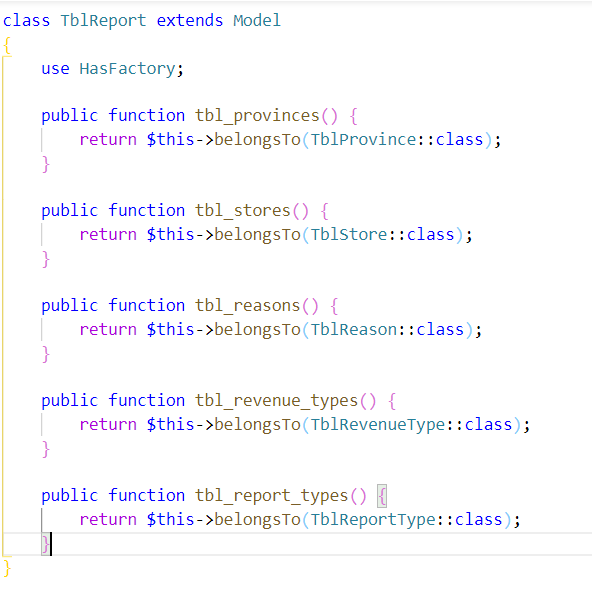 class TblReport extends Model
{
use HasFactory;
public function tbl_provinces() {
return $this->belongsTo(TblProvince::class);
}
public function tbl_stores() {
return $this->belongsTo(TblStore::class);
}
public function tbl_reasons() {
return $this->belongsTo(TblReason::class);
}
public function tbl_revenue_types() {
return $this->belongsTo(TblRevenueType::class);
}
public function tbl_report_types() {
return $this->belongsTo(TblReportType::class);
}
}